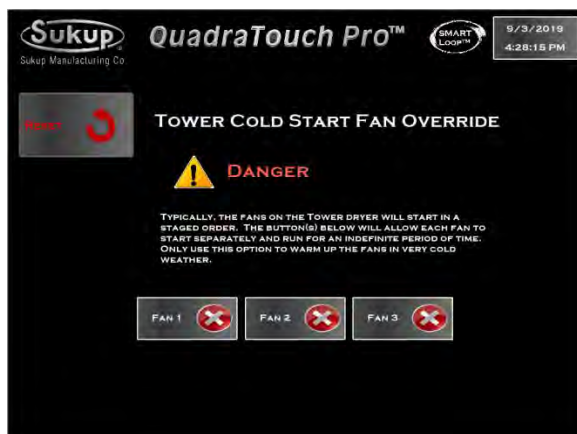 Sukup
Sukup Manufacturing Co
QuadraTouch Pro™
SMART
LOOP™
9/3/2019
4:28:15 PM
RESET
TOWER COLD START FAN OVERRIDE
DANGER
TYPICALLY, THE FANS ON THE TOWER DRYER WILL START IN A
STAGED ORDER. THE BUTTON(S) BELOW WILL ALLOW EACH FAN TO
START SEPARATELY AND RUN FOR AN INDEFINITE PERIOD OF TIME.
ONLY USE THIS OPTION TO WARM UP THE FANS IN VERY COLD
WEATHER.
FAN 1
FAN 2
FAN 3